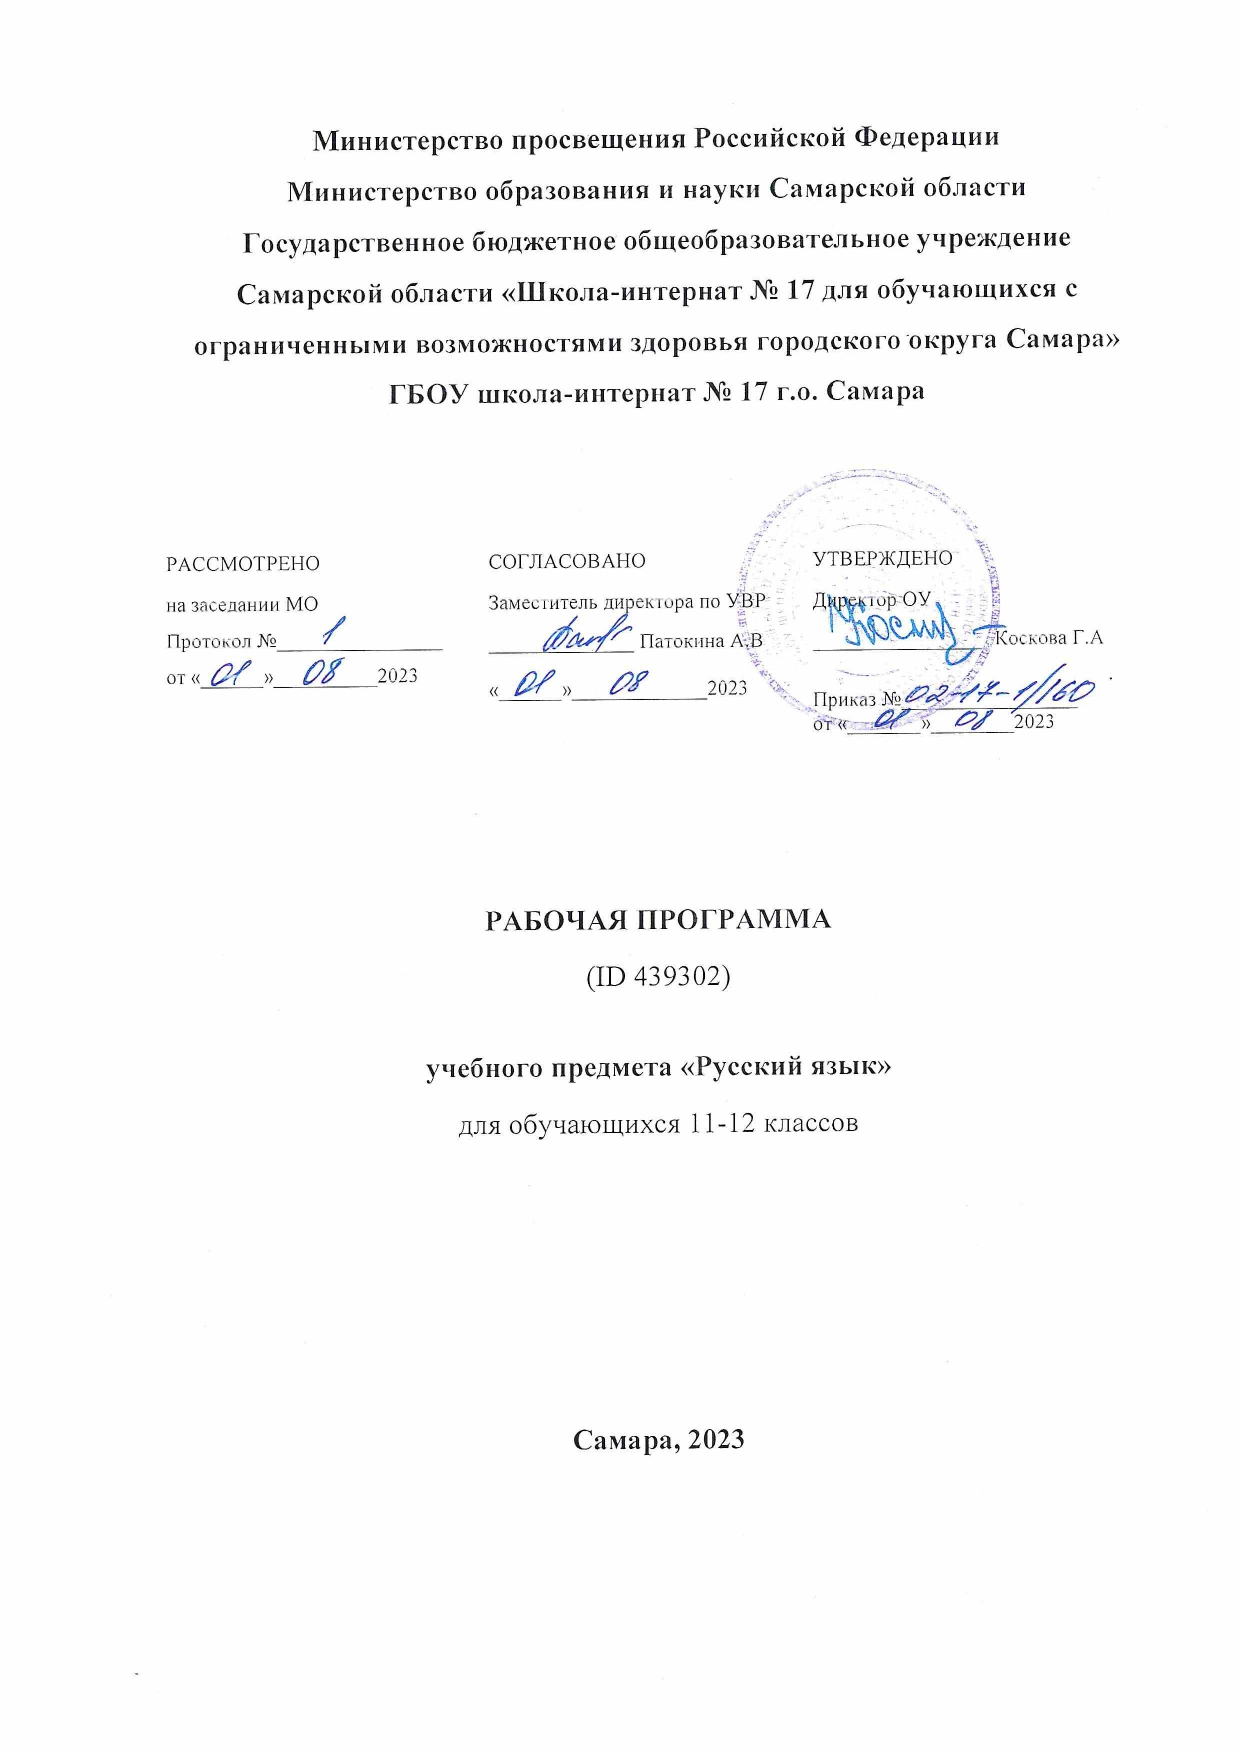 Министерство просвещения Российской Федерации
Министерство образования и науки Самарской области
Государственное бюджетное общеобразовательное учреждение
Самарской области «Школа-интернат № 17 для обучающихся с
ограниченными возможностями здоровья городского округа Самара»
ГБОУ школа-интернат № 17 г.о. Самара
РАССМОТРЕНО
на заседании МО
Протокол № 1
от « 01 » 08 2023
СОГЛАСОВАНО
Заместитель директора по УВР
Патокина А.В
« 01 » 08 2023
УТВЕРЖДЕНО
Директор ОУ
Коскова Г.А
Приказ № 02-17-1/160
от « 01 » 08 2023
РАБОЧАЯ ПРОГРАММА
(ID 439302)
учебного предмета «Русский язык»
для обучающихся 11-12 классов
Самара, 2023